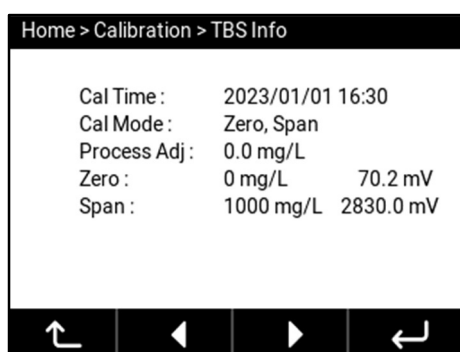 Home > Calibration > TBS Info
Cal Time : 2023/01/01 16:30
Cal Mode : Zero, Span
Process Adj : 0.0 mg/L
Zero : 0 mg/L 70.2 mV
Span : 1000 mg/L 2830.0 mV